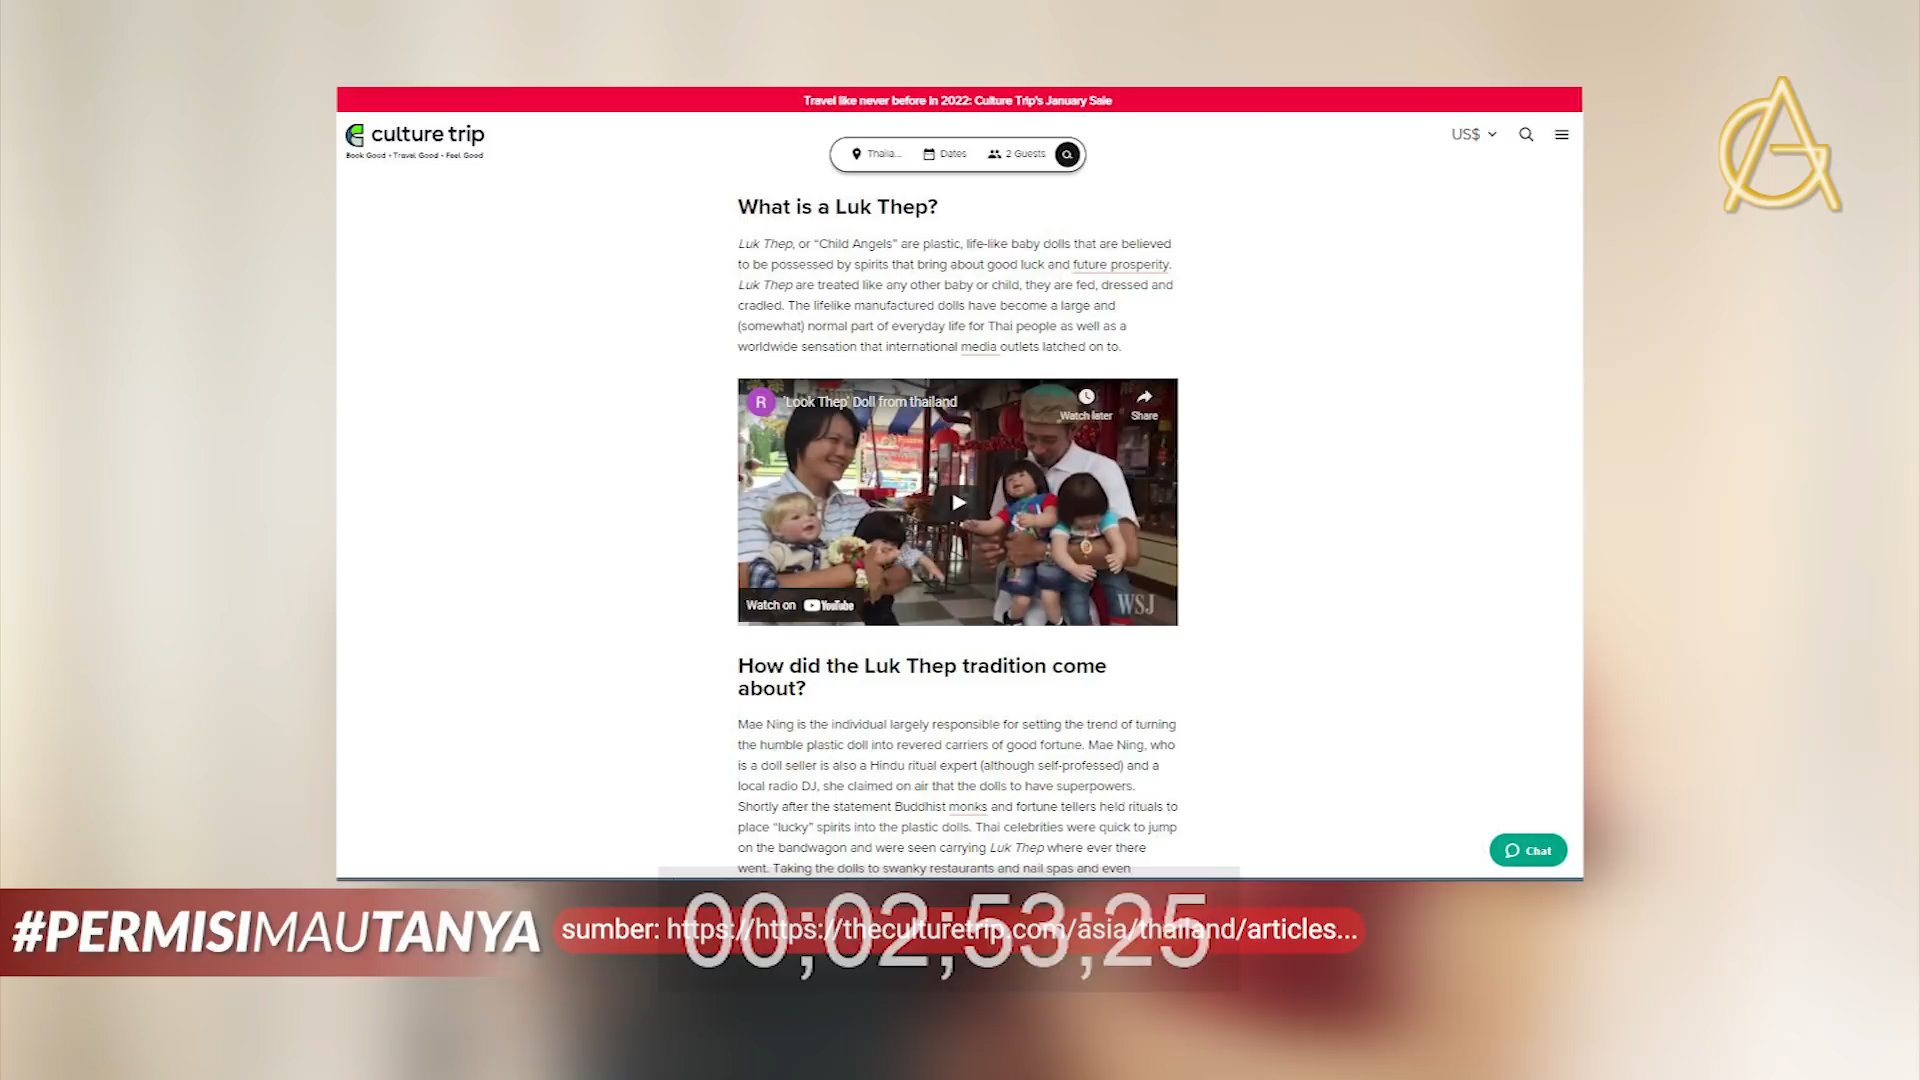 Travel like never before in 2022: Culture Trip's January Sale
culture trip
Book Good • Travel Good • Feel Good
Thaila...
Dates
2 Guests
US$
What is a Luk Thep?
Luk Thep, or “Child Angels” are plastic, life-like baby dolls that are believed
to be possessed by spirits that bring about good luck and future prosperity.
Luk Thep are treated like any other baby or child, they are fed, dressed and
cradled. The lifelike manufactured dolls have become a large and
(somewhat) normal part of everyday life for Thai people as well as a
worldwide sensation that international media outlets latched on to.
R
'Look Thep' Doll from thailand
Watch later
Share
Watch on YouTube
WSJ
How did the Luk Thep tradition come
about?
Mae Ning is the individual largely responsible for setting the trend of turning
the humble plastic doll into revered carriers of good fortune. Mae Ning, who
is a doll seller is also a Hindu ritual expert (although self-professed) and a
local radio DJ, she claimed on air that the dolls to have superpowers.
Shortly after the statement Buddhist monks and fortune tellers held rituals to
place “lucky” spirits into the plastic dolls. Thai celebrities were quick to jump
on the bandwagon and were seen carrying Luk Thep where ever there
went. Taking the dolls to swanky restaurants and nail spas and even
Chat
#PERMISIMAUTANYA
sumber: https://https://theculturetrip.com/asia/thailand/articles...
00;02;53;25